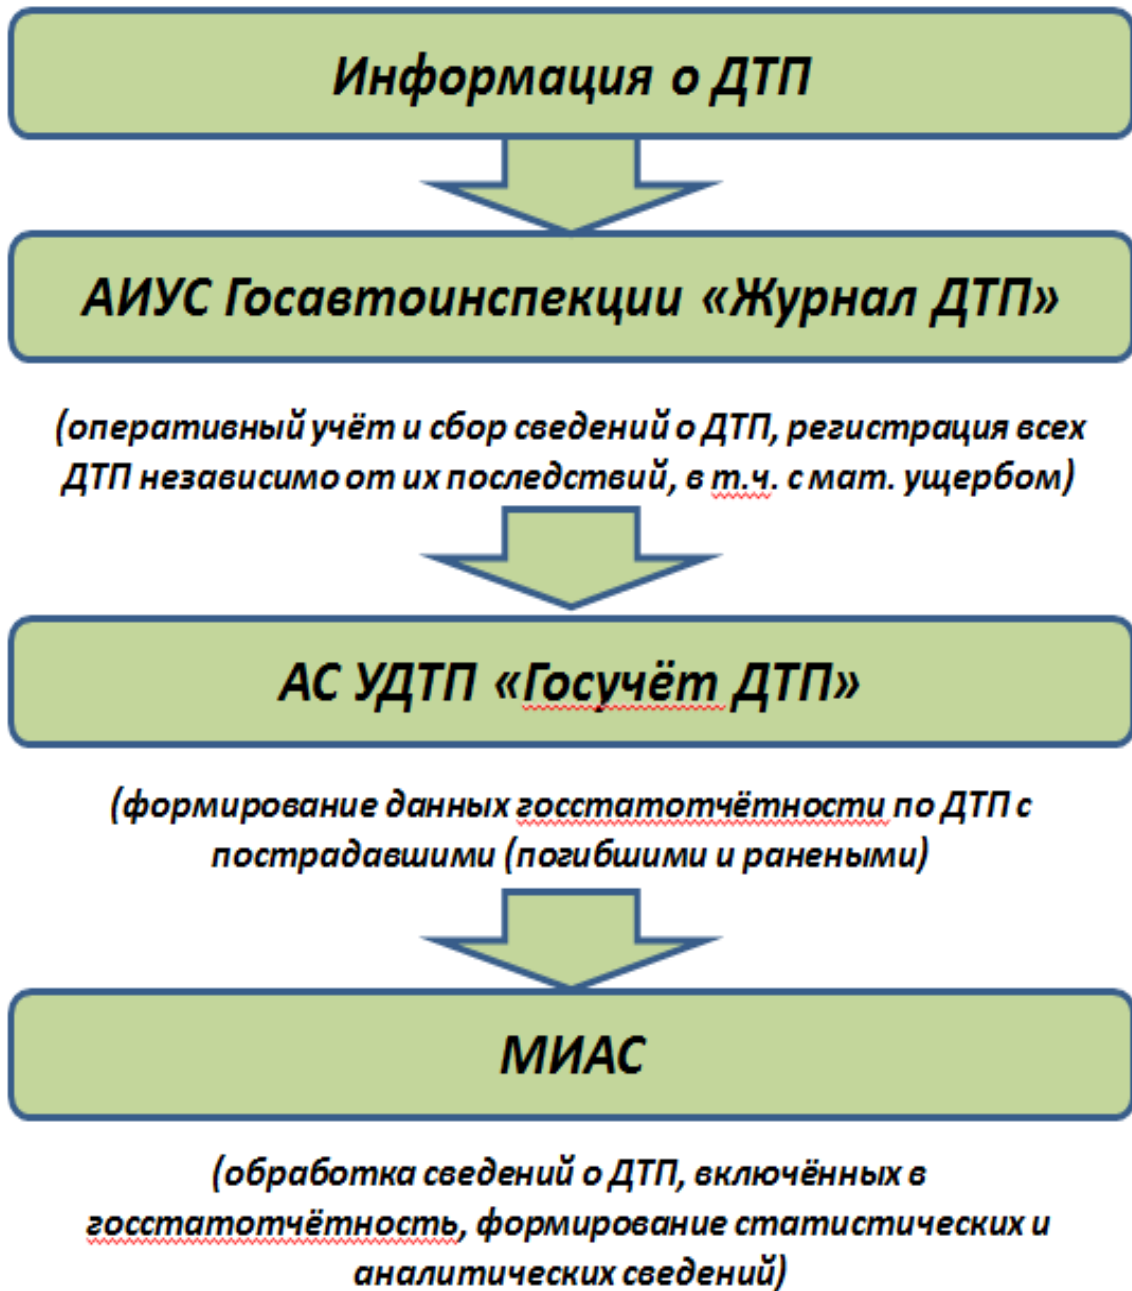 Информация о ДТП
АИУС Госавтоинспекции «Журнал ДТП»
(оперативный учёт и сбор сведений о ДТП, регистрация всех
ДТП независимо от их последствий, в т.ч. с мат. ущербом)
АС УДТП «Госучёт ДТП»
(формирование данных госстатотчётности по ДТП с
пострадавшими (погибшими и ранеными)
МИАС
(обработка сведений о ДТП, включённых в
госстатотчётность, формирование статистических и
аналитических сведений)